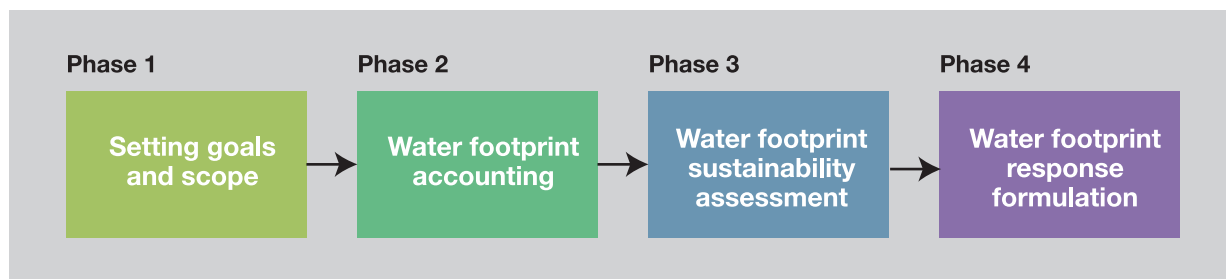 Phase 1
Setting goals
and scope
Phase 2
Water footprint
accounting
Phase 3
Water footprint
sustainability
assessment
Phase 4
Water footprint
response
formulation